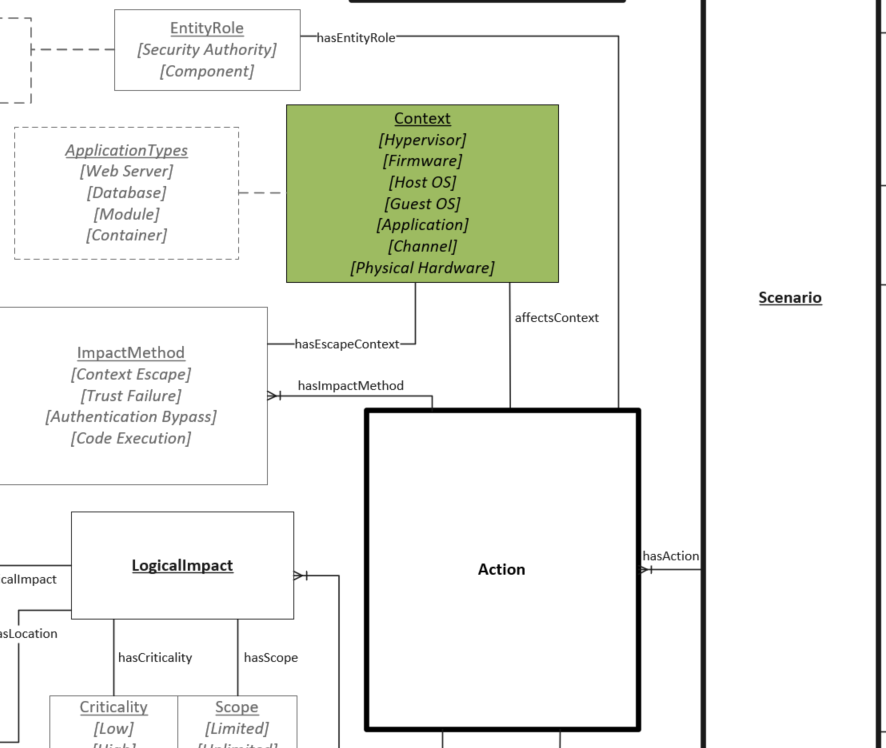 EntityRole
[Security Authority]
[Component]
hasEntityRole
Context
[Hypervisor]
[Firmware]
[Host OS]
[Guest OS]
[Application]
[Channel]
[Physical Hardware]
ApplicationTypes
[Web Server]
[Database]
[Module]
[Container]
Scenario
affectsContext
hasEscapeContext
ImpactMethod
[Context Escape]
[Trust Failure]
[Authentication Bypass]
[Code Execution]
hasImpactMethod
LogicalImpact
Action
hasAction
calImpact
asLocation
hasCriticality
hasScope
Criticality
[Low]
[High]
Scope
[Limited]
[Unlimited]